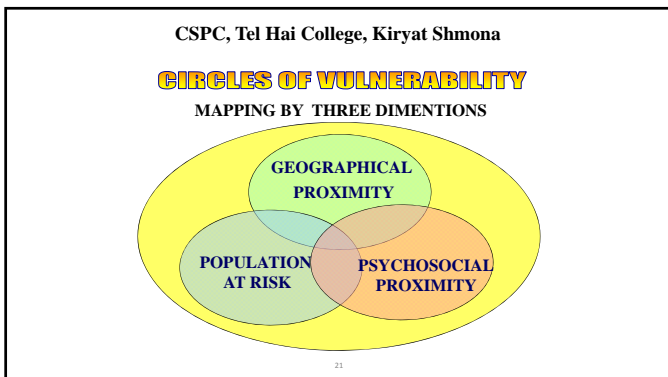 CSPC, Tel Hai College, Kiryat Shmona
CIRCLES OF VULNERABILITY
MAPPING BY THREE DIMENTIONS
GEOGRAPHICAL
PROXIMITY
POPULATION
AT RISK
PSYCHOSOCIAL
PROXIMITY
21